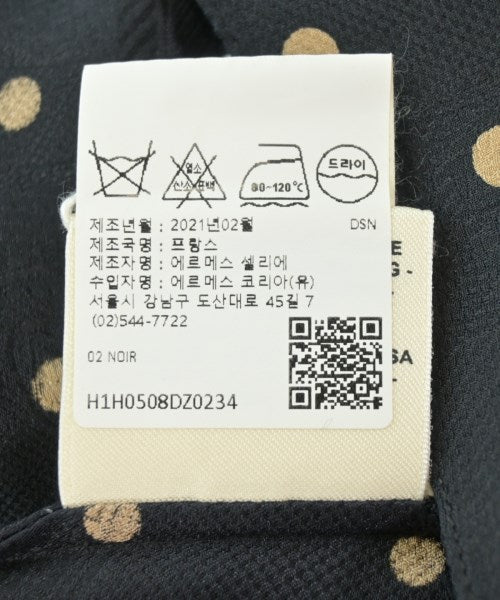 염소
산소 표백
80~120℃
드라이
제조년월 : 2021년02월 DSN
제조국명 : 프랑스
제조자명 : 에르메스 셀리에
수입자명 : 에르메스 코리아(유)
서울시 강남구 도산대로 45길 7
(02)544-7722
02 NOIR
H1H0508DZ0234
E
G -
SA